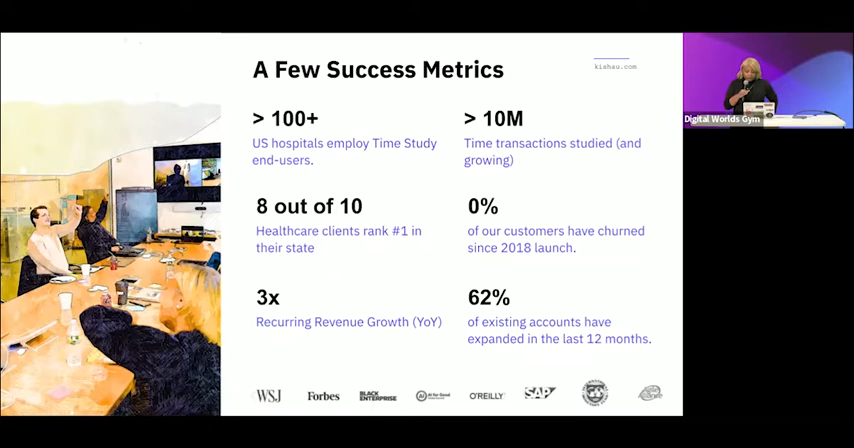 A Few Success Metrics
kishau.com
> 100+
US hospitals employ Time Study
end-users.
> 10M
Time transactions studied (and
growing)
8 out of 10
Healthcare clients rank #1 in
their state
0%
of our customers have churned
since 2018 launch.
3x
Recurring Revenue Growth (YoY)
62%
of existing accounts have
expanded in the last 12 months.
WSJ
Forbes
BLACK
ENTERPRISE
AI for Good
O'REILLY
SAP
Digital Worlds Gym